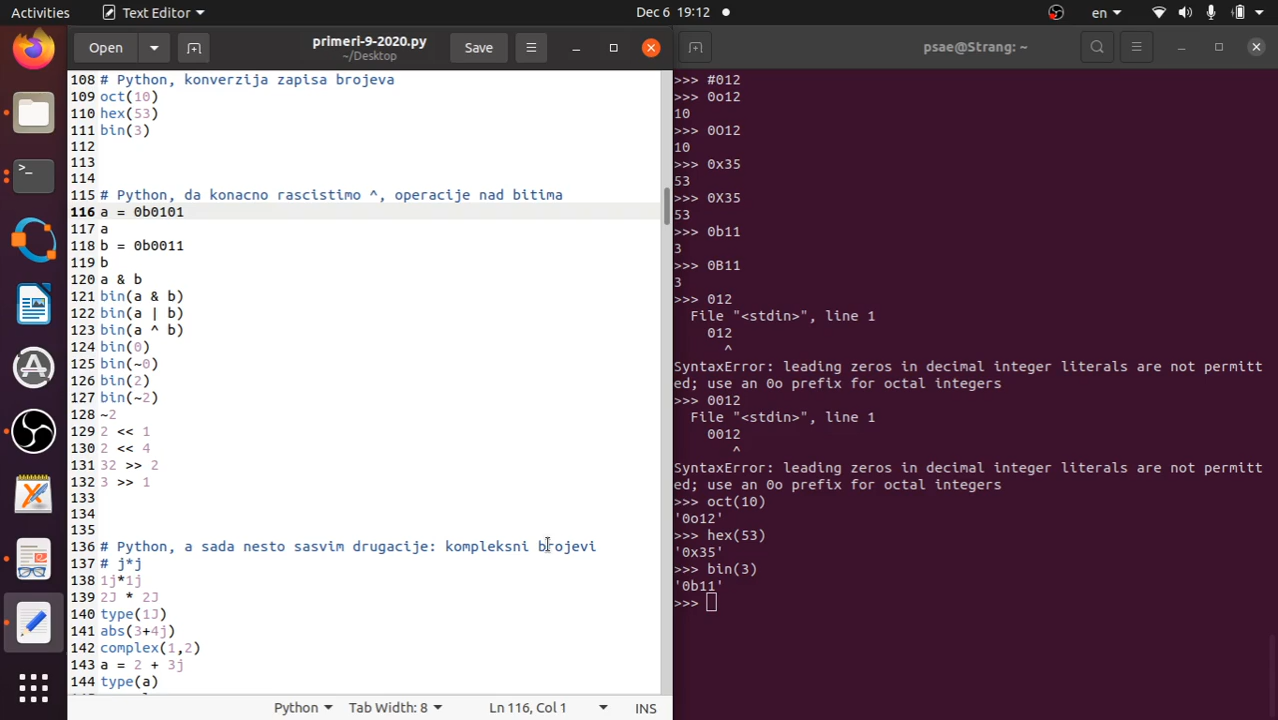 Activities
Text Editor
Dec 6 19:12
en
Open
primeri-9-2020.py
~/Desktop
Save
psae@Strang: ~
108 # Python, konverzija zapisa brojeva
109 oct(10)
110 hex(53)
111 bin(3)
112
113
114
115 # Python, da konacno rascistimo ^, operacije nad bitima
116 a = 0b0101
117 a
118 b = 0b0011
119 b
120 a & b
121 bin(a & b)
122 bin(a | b)
123 bin(a ^ b)
124 bin(0)
125 bin(~0)
126 bin(2)
127 bin(~2)
128 ~2
129 2 << 1
130 2 << 4
131 32 >> 2
132 3 >> 1
133
134
135
136 # Python, a sada nesto sasvim drugacije: kompleksni brojevi
137 # j*j
138 1j*1j
139 2J * 2J
140 type(1J)
141 abs(3+4j)
142 complex(1,2)
143 a = 2 + 3j
144 type(a)
Python
Tab Width: 8
Ln 116, Col 1
INS
>>> #012
>>> 0o12
10
>>> 0O12
10
>>> 0x35
53
>>> 0X35
53
>>> 0b11
3
>>> 0B11
3
>>> 012
File "<stdin>", line 1
012
^
SyntaxError: leading zeros in decimal integer literals are not permitt
ed; use an 0o prefix for octal integers
>>> 0012
File "<stdin>", line 1
0012
^
SyntaxError: leading zeros in decimal integer literals are not permitt
ed; use an 0o prefix for octal integers
>>> oct(10)
'0o12'
>>> hex(53)
'0x35'
>>> bin(3)
'0b11'
>>>